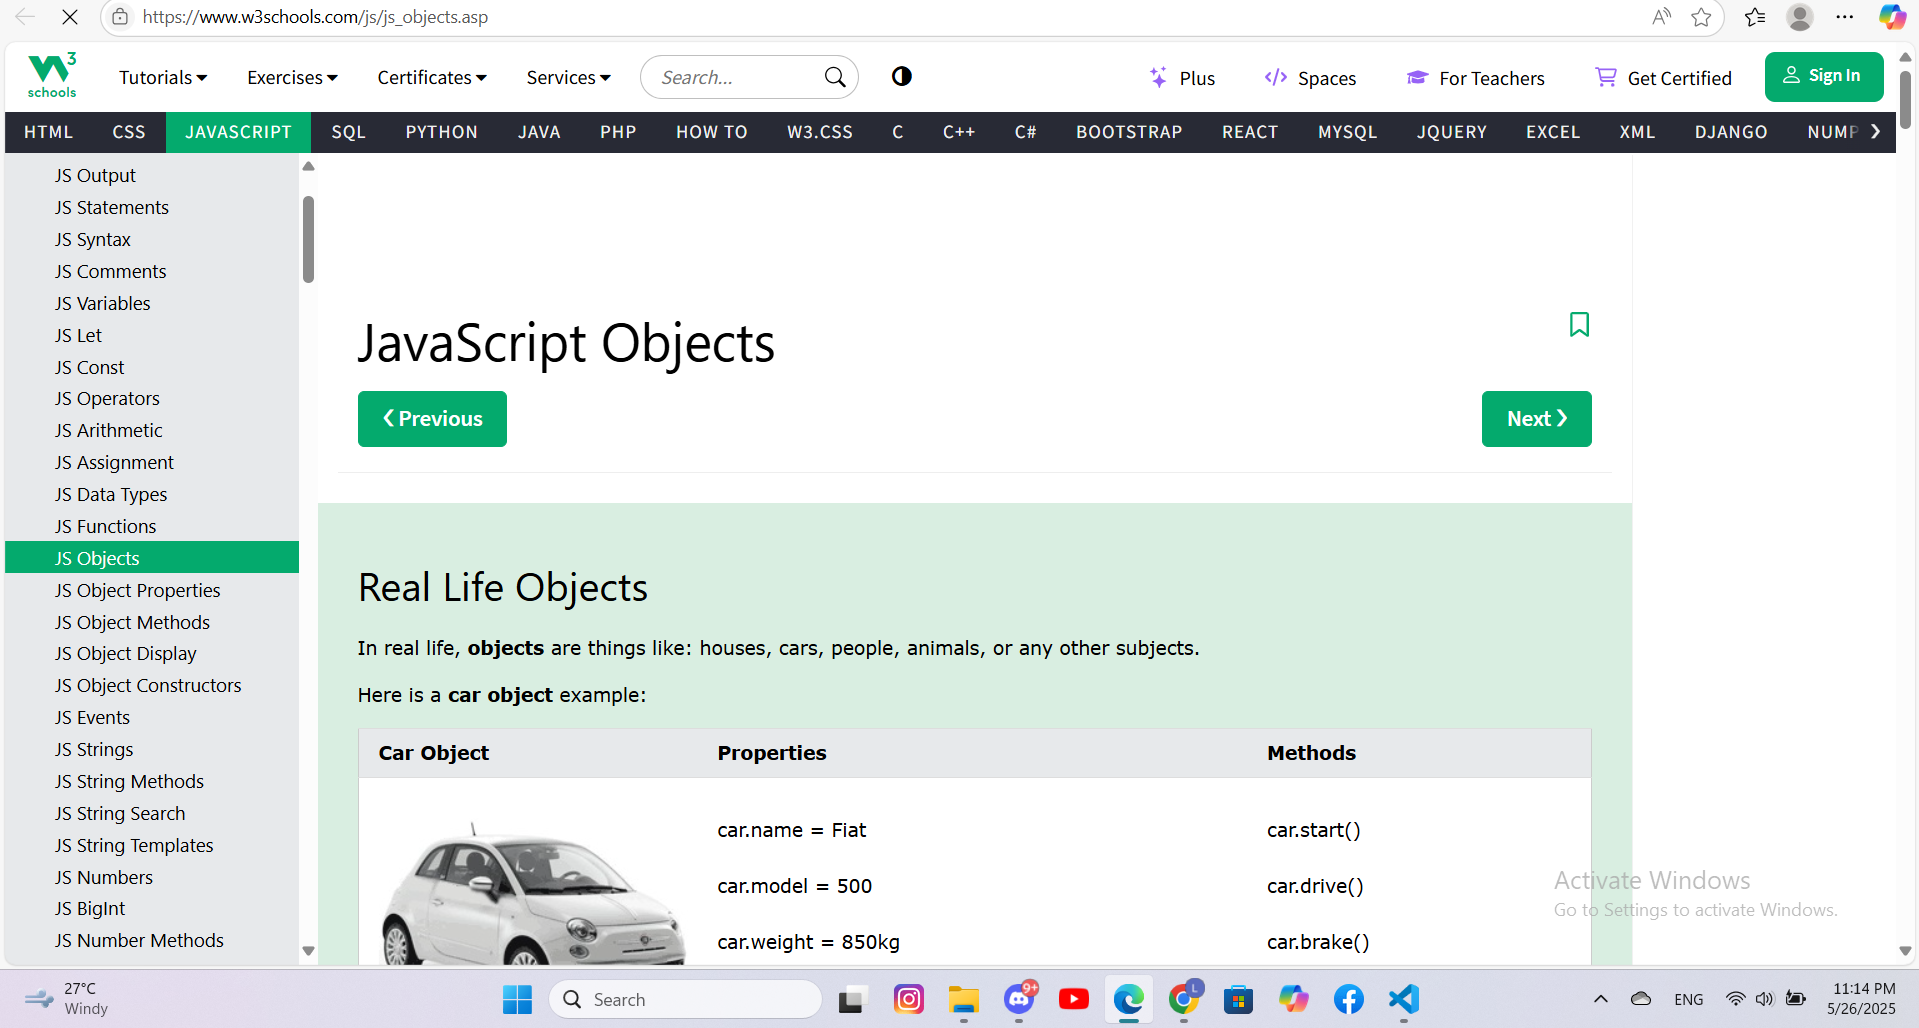 https://www.w3schools.com/js/js_objects.asp
W3 schools
Tutorials Exercises Certificates Services Search... Plus Spaces For Teachers Get Certified Sign In
HTML CSS JAVASCRIPT SQL PYTHON JAVA PHP HOW TO W3.CSS C C++ C# BOOTSTRAP REACT MYSQL JQUERY EXCEL XML DJANGO NUMP
JS Output
JS Statements
JS Syntax
JS Comments
JS Variables
JS Let
JS Const
JS Operators
JS Arithmetic
JS Assignment
JS Data Types
JS Functions
JS Objects
JS Object Properties
JS Object Methods
JS Object Display
JS Object Constructors
JS Events
JS Strings
JS String Methods
JS String Search
JS String Templates
JS Numbers
JS BigInt
JS Number Methods
JavaScript Objects
❮ Previous
Next ❯
Real Life Objects
In real life, objects are things like: houses, cars, people, animals, or any other subjects.
Here is a car object example:
Car Object Properties Methods
car.name = Fiat car.start()
car.model = 500 car.drive()
car.weight = 850kg car.brake()
Activate Windows
Go to Settings to activate Windows.
27°C
Windy
Search
9+
L
ENG
11:14 PM
5/26/2025